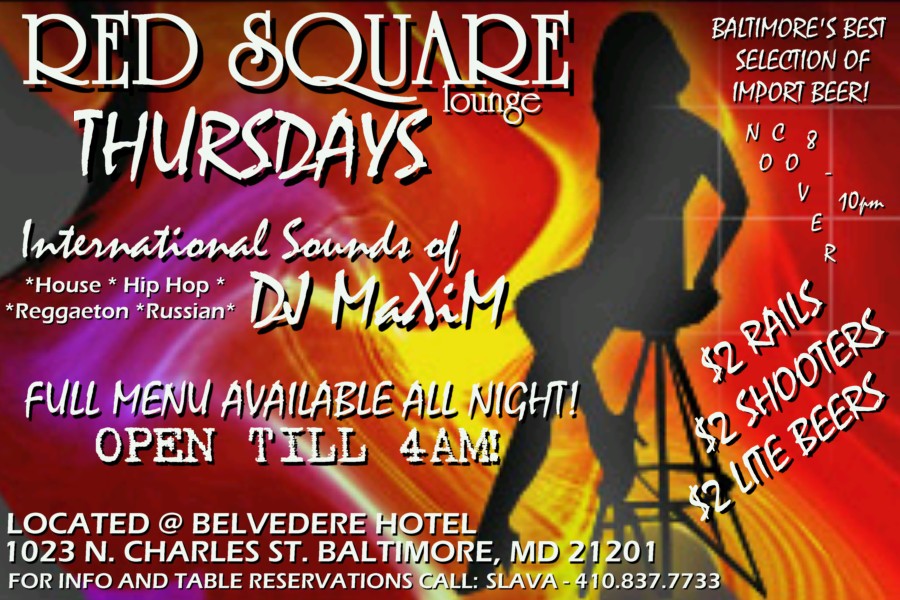 RED SQUARE
lounge
THURSDAYS
BALTIMORE'S BEST
SELECTION OF
IMPORT BEER!
NO COVER
8 - 10pm
International Sounds of
*House * Hip Hop *
*Reggaeton *Russian*
DJ MaXiM
$2 RAILS
$2 SHOOTERS
$2 LITE BEERS
FULL MENU AVAILABLE ALL NIGHT!
OPEN TILL 4AM!
LOCATED @ BELVEDERE HOTEL
1023 N. CHARLES ST. BALTIMORE, MD 21201
FOR INFO AND TABLE RESERVATIONS CALL: SLAVA - 410.837.7733